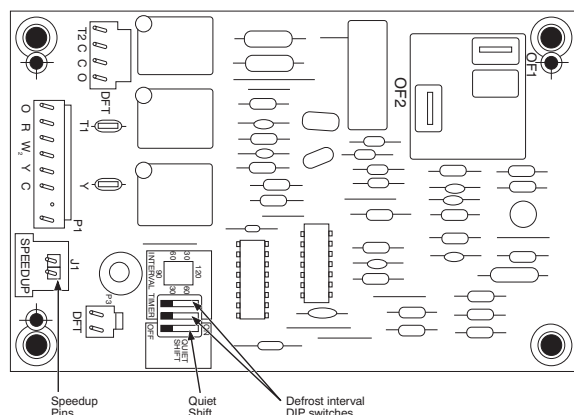 T2 C C O
DFT
T1
Y
O R W2 Y C
P1
OF2
OF1
SPEEDUP
J1
P3
DFT
INTERVAL TIMER
60 30
120
90
30 60
OFF
ON
QUIET
SHIFT
Speedup
Pins
Quiet
Shift
Defrost interval
DIP switches